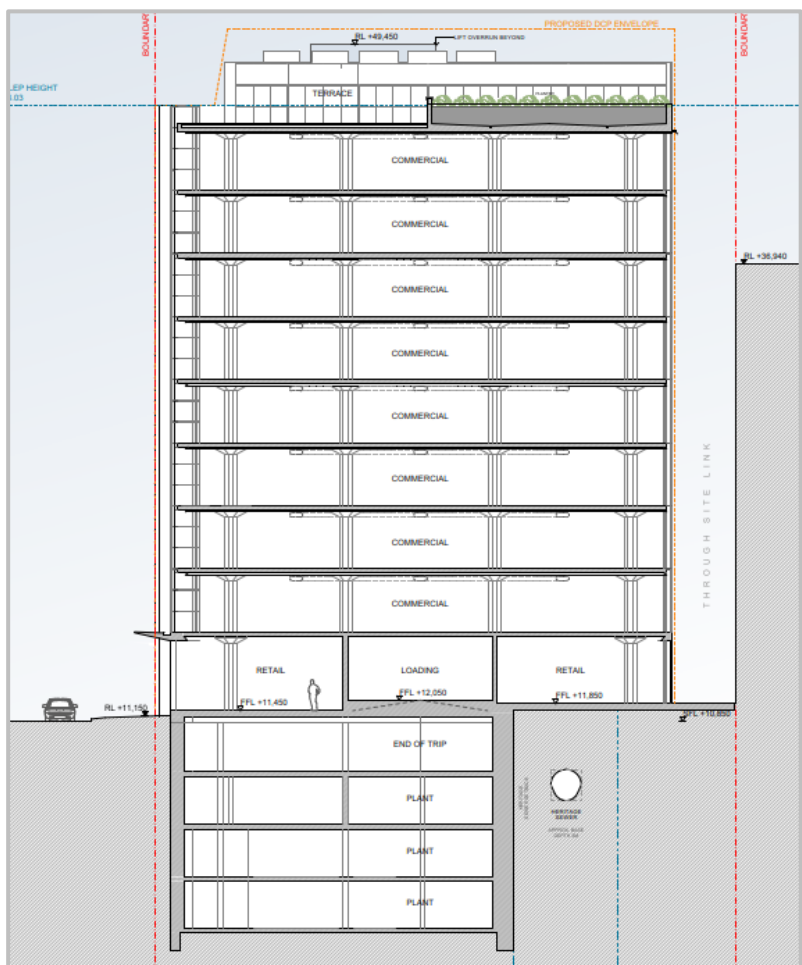 PROPOSED DCP ENVELOPE
BOUNDARY
BOUNDARY
RL +49,450
LIFT OVERRUN BEYOND
LEP HEIGHT
TERRACE
COMMERCIAL
COMMERCIAL
COMMERCIAL
RL +36,940
COMMERCIAL
COMMERCIAL
COMMERCIAL
COMMERCIAL
COMMERCIAL
THROUGH SITE LINK
RETAIL
LOADING
RETAIL
RL +11,150
FFL +11,450
FFL +12,050
FFL +11,850
+10,850
END OF TRIP
PLANT
HERITAGE
SEWER
PLANT
PLANT